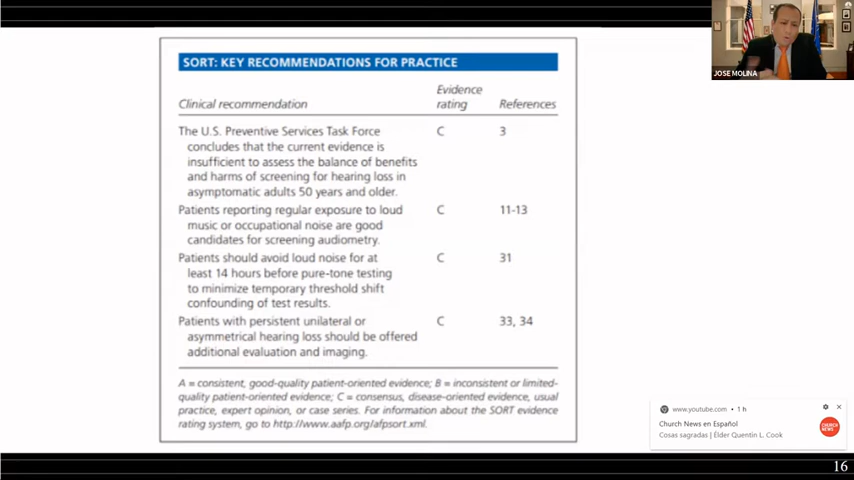 JOSE MOLINA
SORT: KEY RECOMMENDATIONS FOR PRACTICE
Clinical recommendation
Evidence
rating
References
The U.S. Preventive Services Task Force
concludes that the current evidence is
insufficient to assess the balance of benefits
and harms of screening for hearing loss in
asymptomatic adults 50 years and older.
C
3
Patients reporting regular exposure to loud
music or occupational noise are good
candidates for screening audiometry.
C
11-13
Patients should avoid loud noise for at
least 14 hours before pure-tone testing
to minimize temporary threshold shift
confounding of test results.
C
31
Patients with persistent unilateral or
asymmetrical hearing loss should be offered
additional evaluation and imaging.
C
33, 34
A = consistent, good-quality patient-oriented evidence; B = inconsistent or limited-
quality patient-oriented evidence; C = consensus, disease-oriented evidence, usual
practice, expert opinion, or case series. For information about the SORT evidence
rating system, go to http://www.aafp.org/afpsort.xml.
www.youtube.com • 1 h
Church News en Español
Cosas sagradas | Élder Quentin L. Cook
CHURCH
NEWS
16